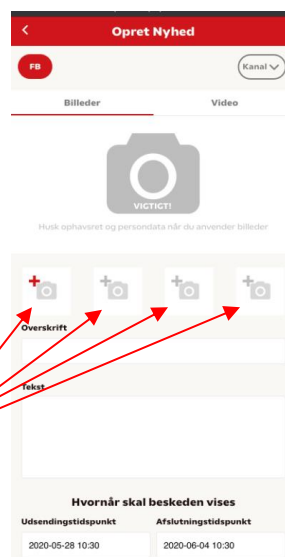 Opret Nyhed
FB
Kanal
Billeder Video
VIGTIGT!
Husk ophavsret og persondata når du anvender billeder
Overskrift
Tekst
Hvornår skal beskeden vises
Udsendingstidspunkt Afslutningstidspunkt
2020-05-28 10:30 2020-06-04 10:30